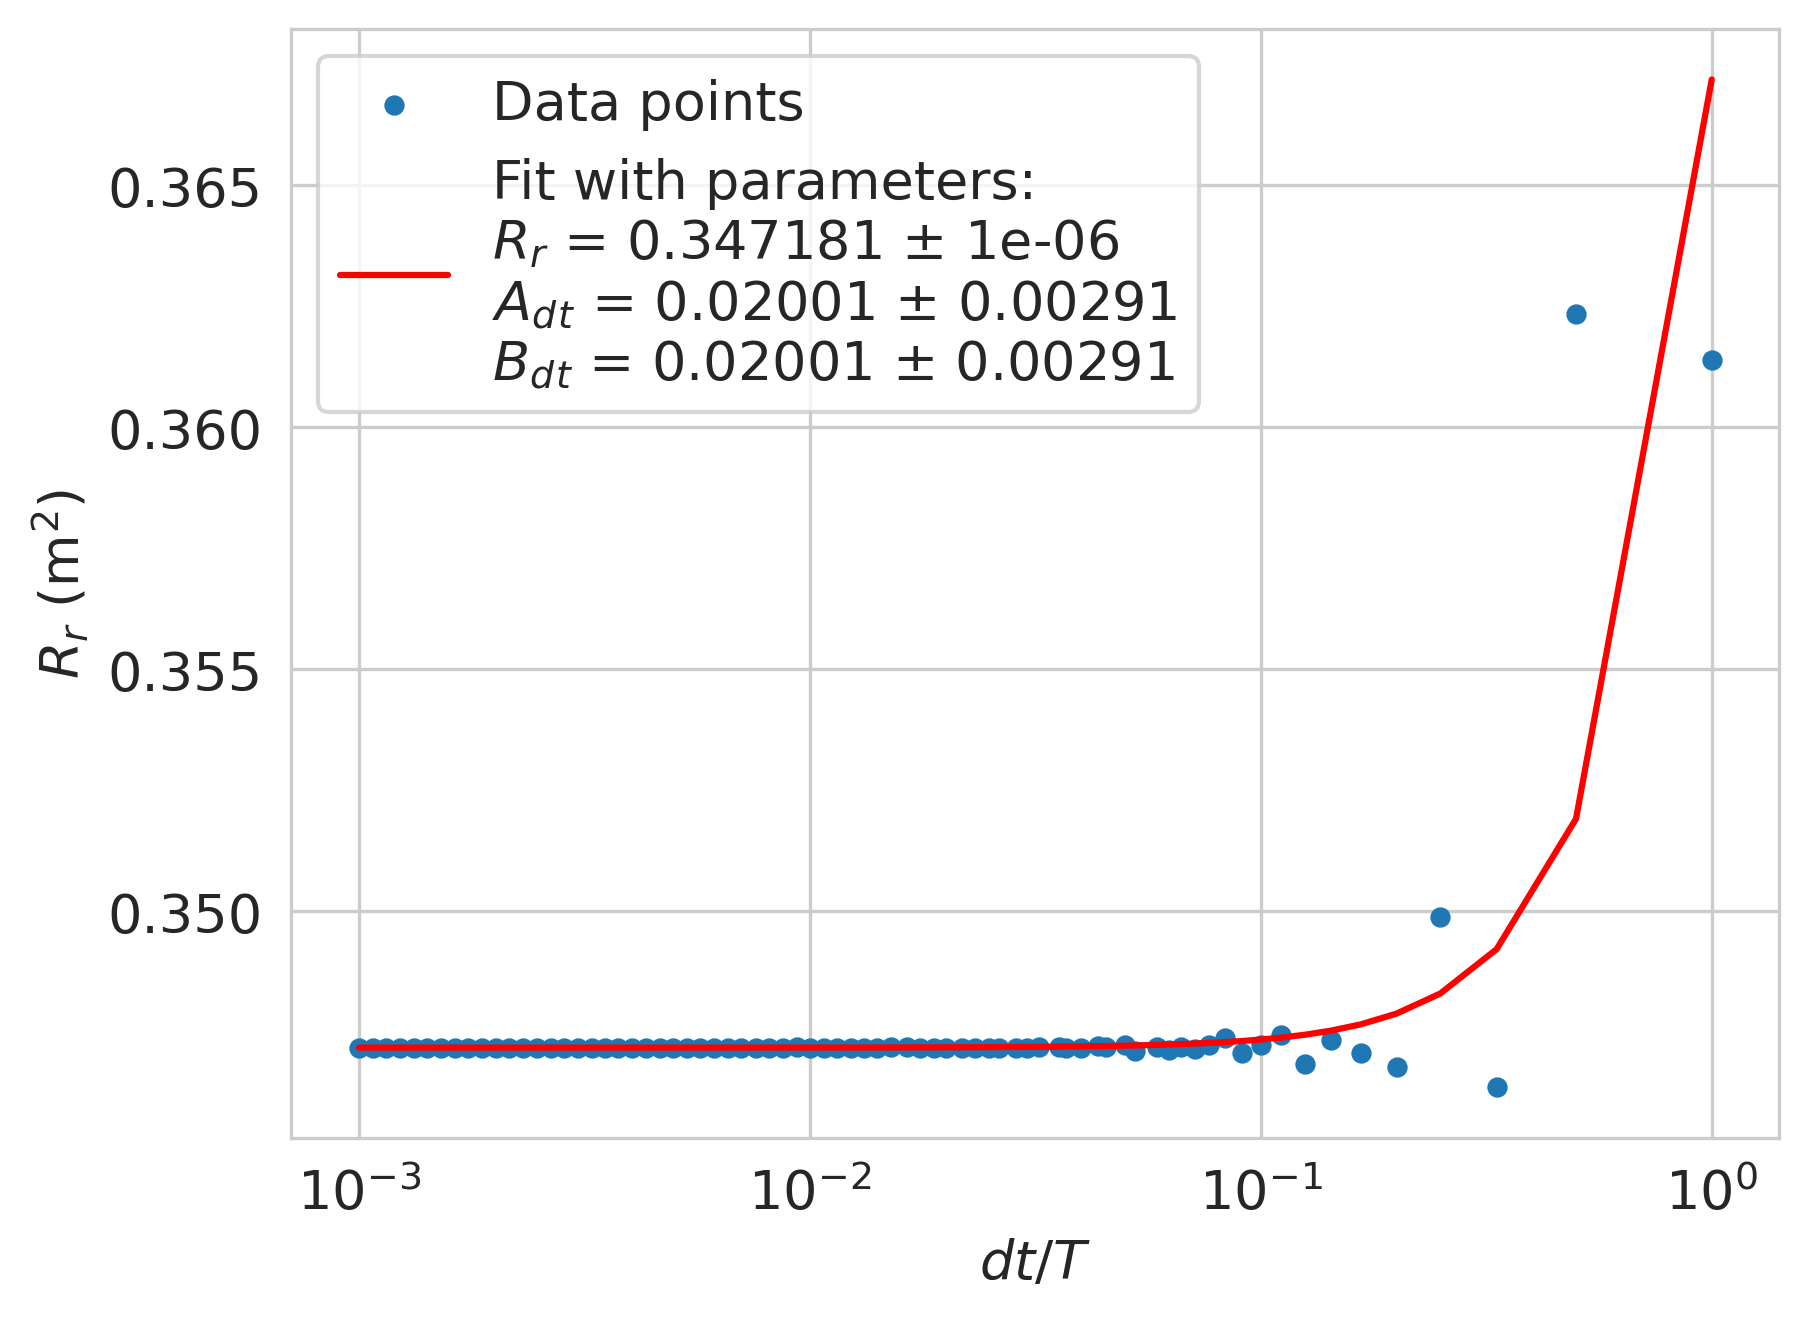 Data points
Fit with parameters:
R_r = 0.347181 ± 1e-06
A_dt = 0.02001 ± 0.00291
B_dt = 0.02001 ± 0.00291
0.365
0.360
0.355
0.350
R_r (m²)
10⁻³ 10⁻² 10⁻¹ 10⁰
dt/T